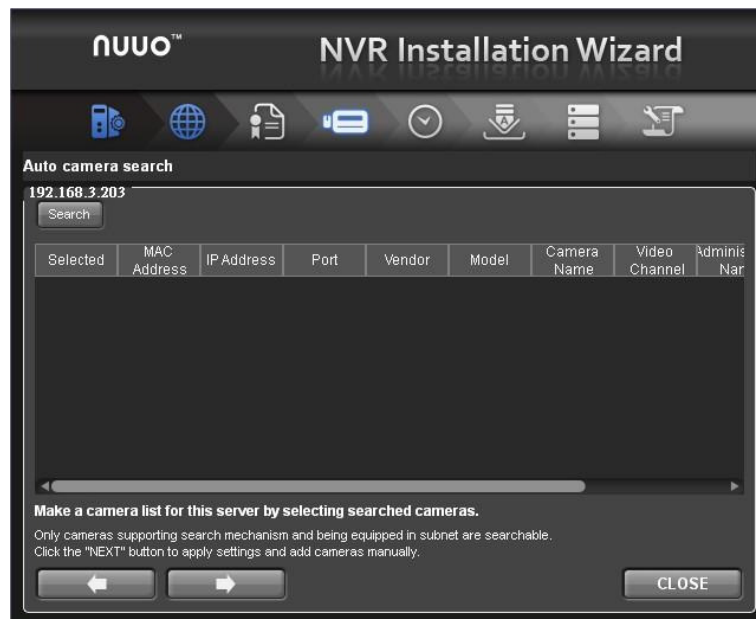 nuuo™
NVR Installation Wizard
Auto camera search
192.168.3.203
Search
Selected
MAC
Address
IP Address
Port
Vendor
Model
Camera
Name
Video
Channel
Adminis
Nar
Make a camera list for this server by selecting searched cameras.
Only cameras supporting search mechanism and being equipped in subnet are searchable.
Click the "NEXT" button to apply settings and add cameras manually.
CLOSE